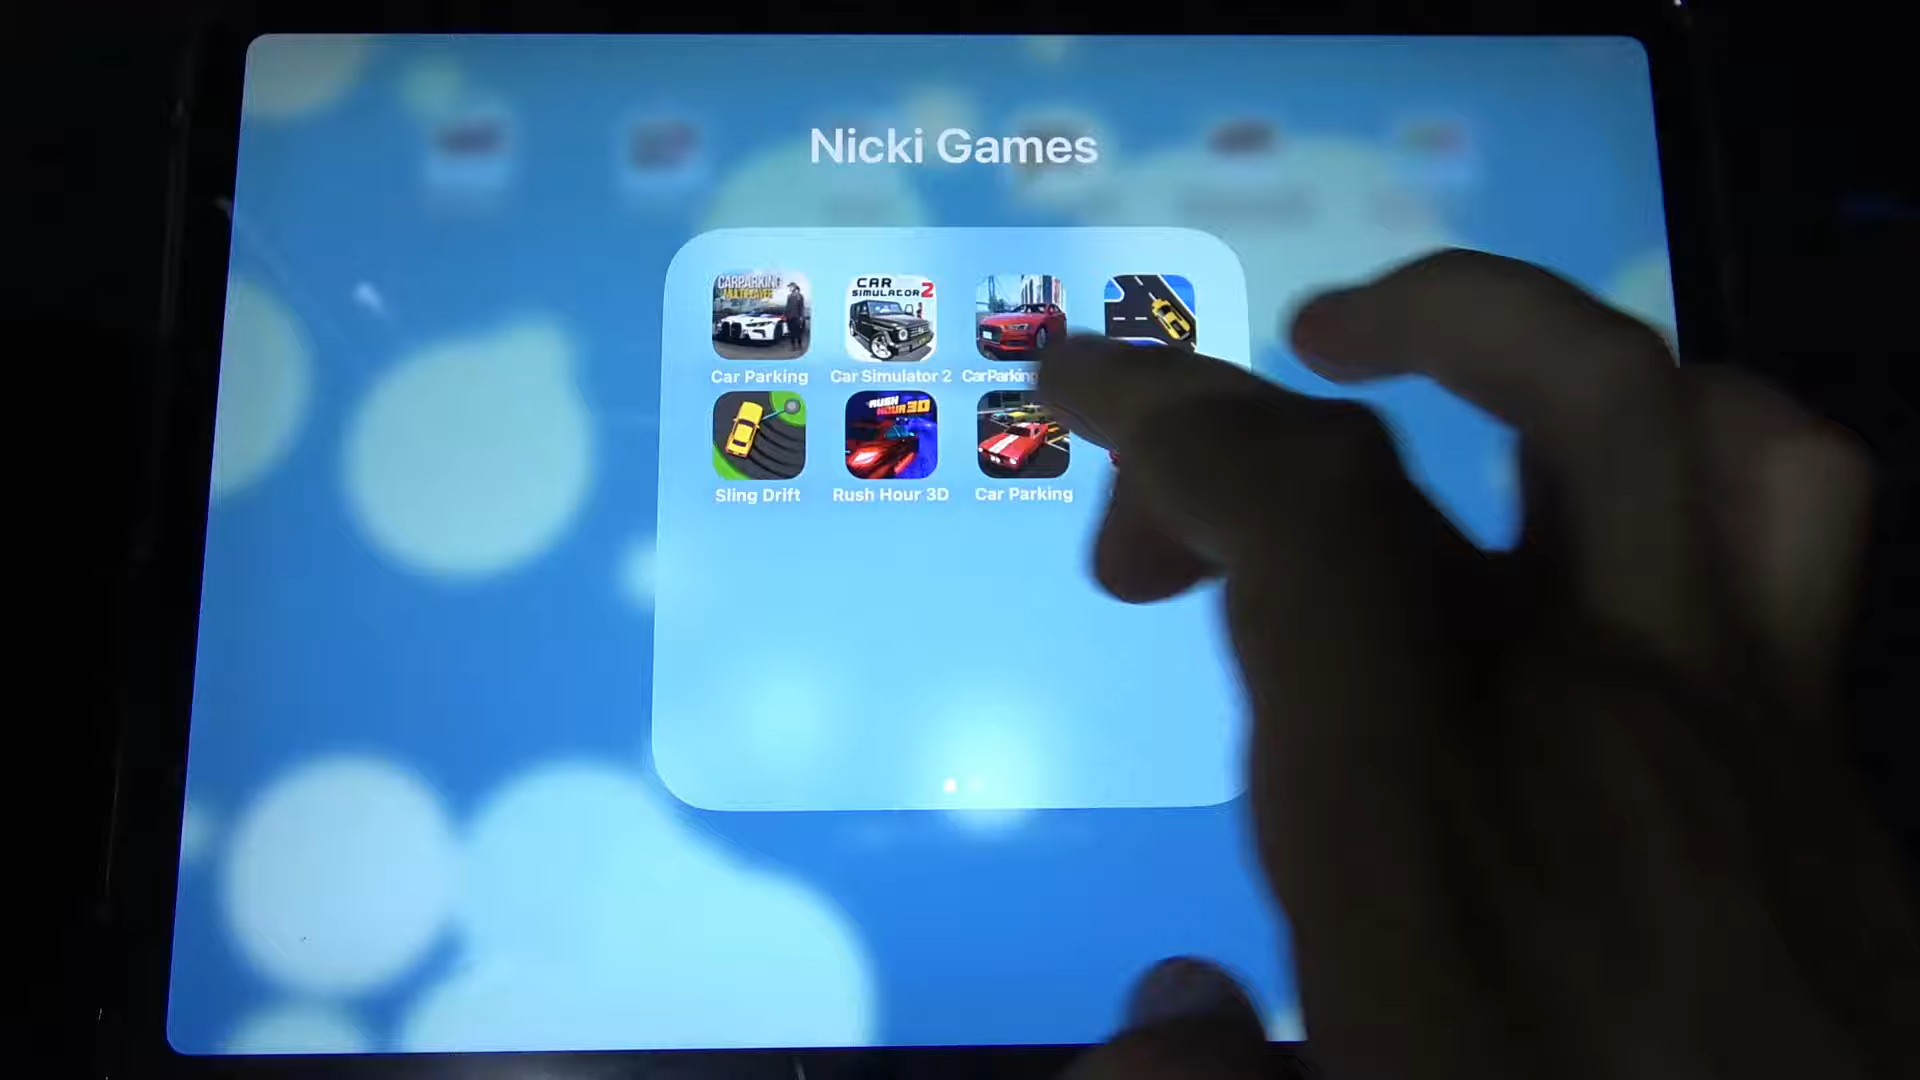 Nicki Games
CARPARKING
MULTIPLAYER
CAR
SIMULATOR 2
Car Parking
Car Simulator 2
CarParking
RUSH
HOUR 3D
Sling Drift
Rush Hour 3D
Car Parking